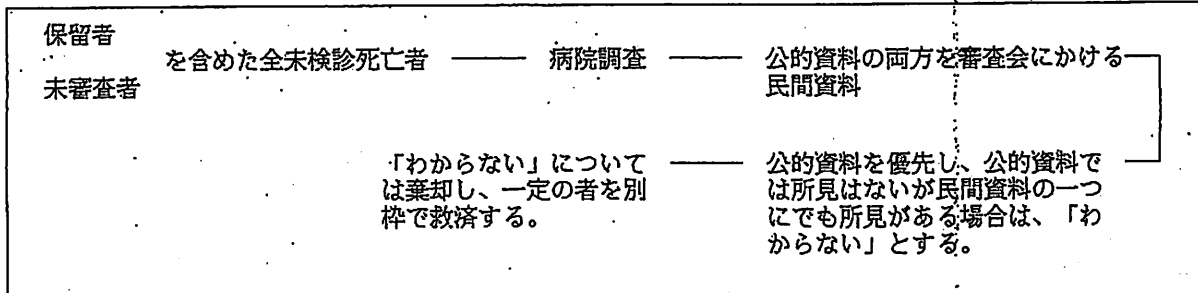 保留者
を含めた全未検診死亡者 病院調査 公的資料の両方を審査会にかける
未審査者 民間資料
「わからない」について
は棄却し、一定の者を別
枠で救済する。
公的資料を優先し、公的資料で
は所見はないが民間資料の一つ
にでも所見がある場合は、「わ
からない」とする。